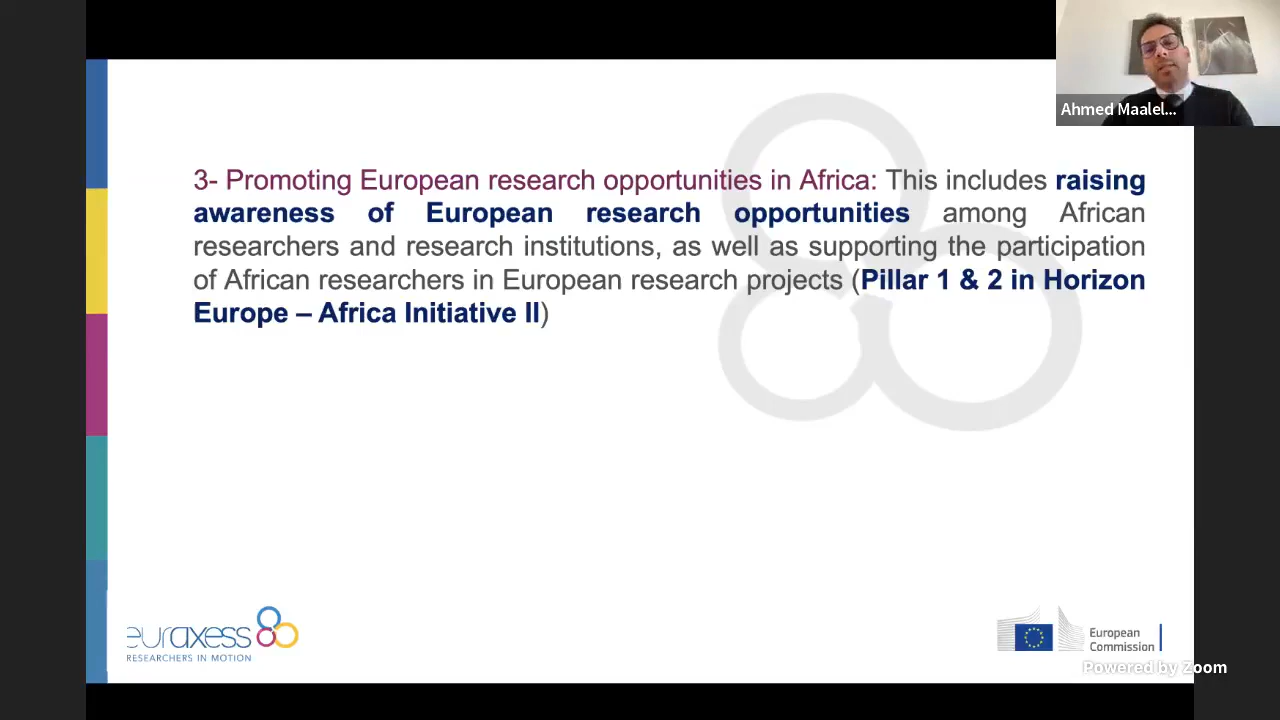 Ahmed Maalel...
3- Promoting European research opportunities in Africa: This includes raising
awareness of European research opportunities among African
researchers and research institutions, as well as supporting the participation
of African researchers in European research projects (Pillar 1 & 2 in Horizon
Europe – Africa Initiative II)
euraxess
RESEARCHERS IN MOTION
European
Commission
Powered by Zoom